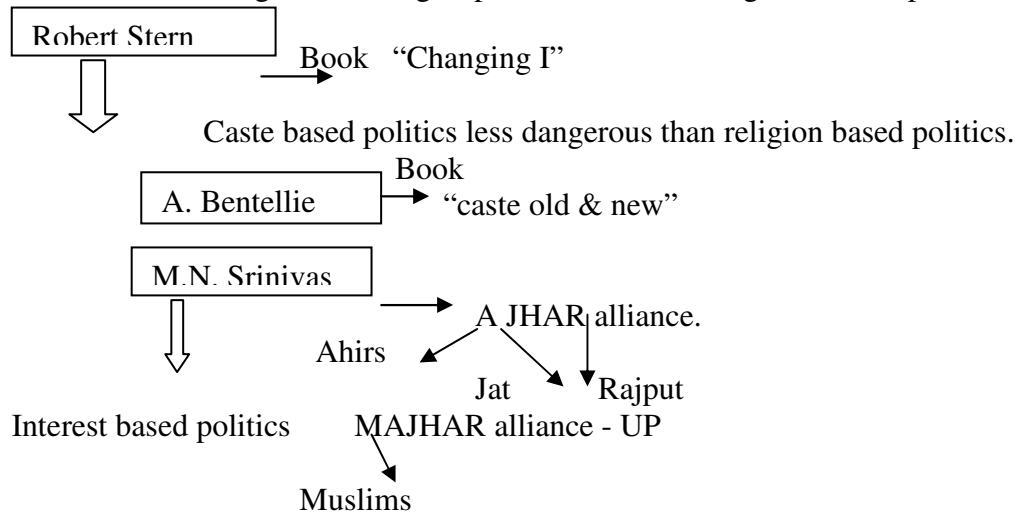 Robert Stern
Book “Changing I”
Caste based politics less dangerous than religion based politics.
Book
A. Bentellie
“caste old & new”
M.N. Srinivas
A JHAR alliance.
Ahirs
Jat Rajput
Interest based politics MAJHAR alliance - UP
Muslims